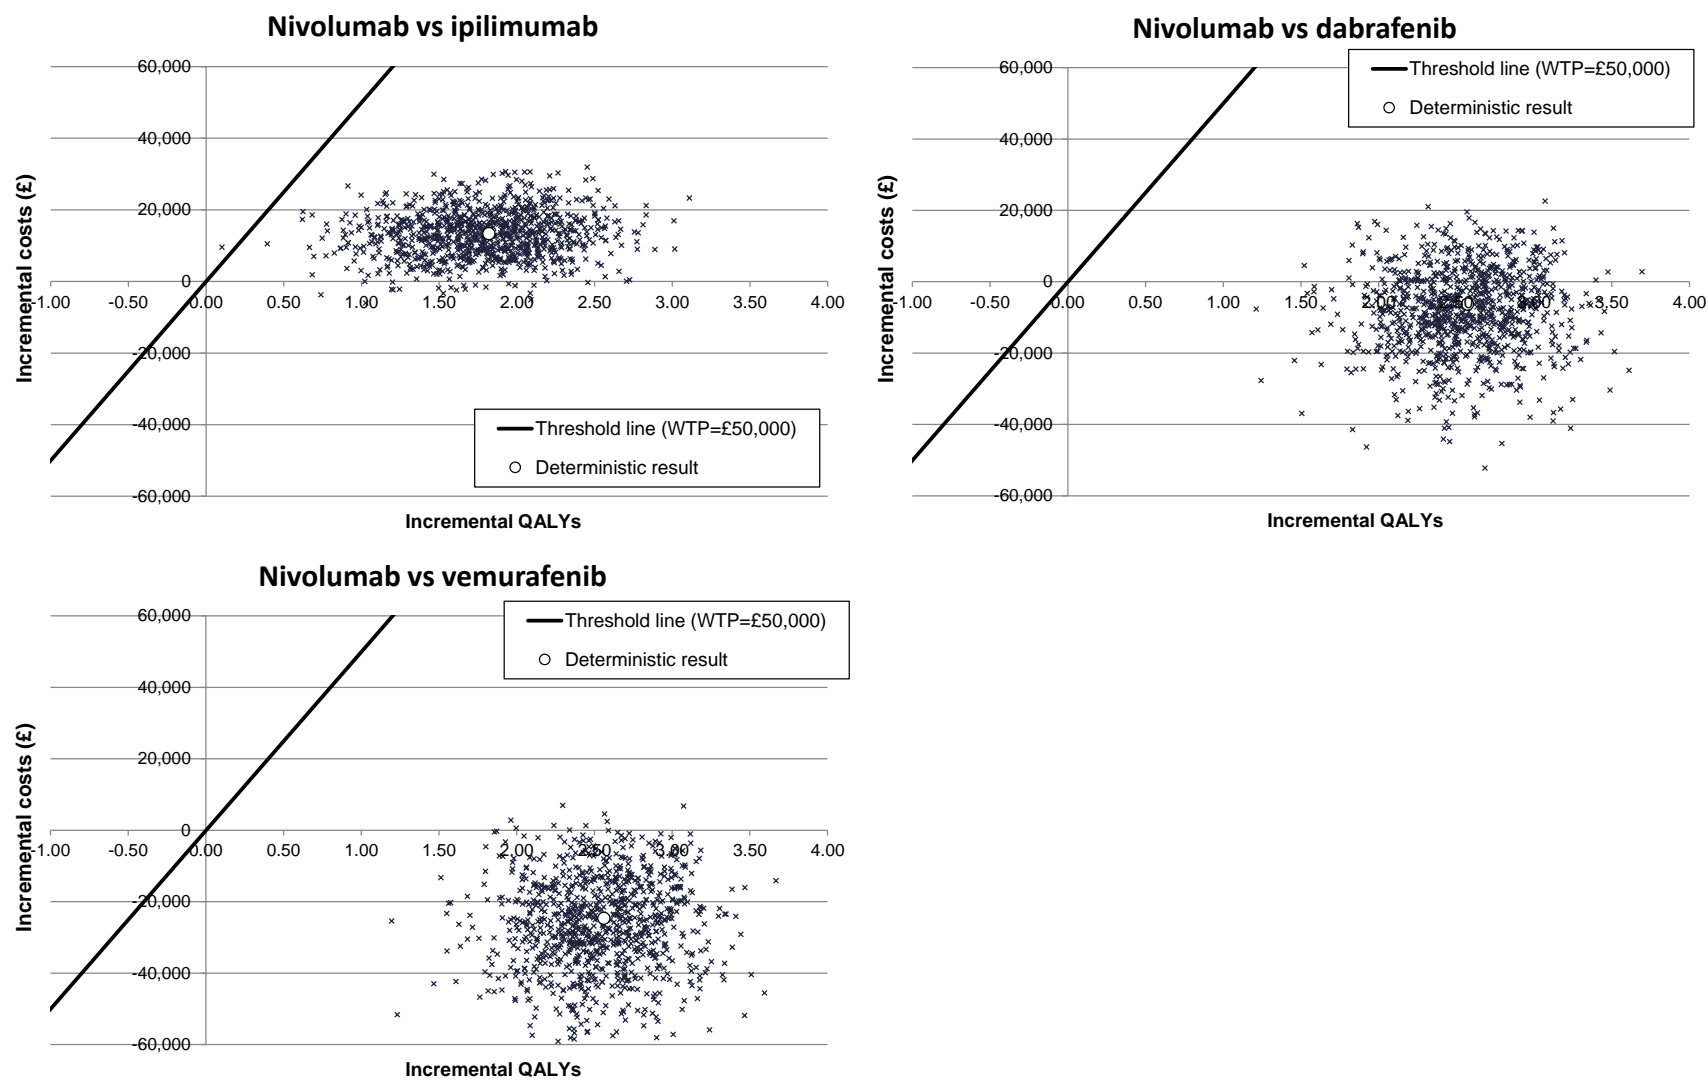 Nivolumab vs ipilimumab
60,000
40,000
20,000
0
-20,000
-40,000
-60,000
-1.00 -0.50 0.00 0.50 1.00 1.50 2.00 2.50 3.00 3.50 4.00
Incremental costs (£)
Threshold line (WTP=£50,000)
Deterministic result
Incremental QALYs
Nivolumab vs dabrafenib
60,000
40,000
20,000
0
-20,000
-40,000
-60,000
-1.00 -0.50 0.00 0.50 1.00 1.50 2.00 2.50 3.00 3.50 4.00
Incremental costs (£)
Threshold line (WTP=£50,000)
Deterministic result
Incremental QALYs
Nivolumab vs vemurafenib
60,000
40,000
20,000
0
-20,000
-40,000
-60,000
-1.00 -0.50 0.00 0.50 1.00 1.50 2.00 2.50 3.00 3.50 4.00
Incremental costs (£)
Threshold line (WTP=£50,000)
Deterministic result
Incremental QALYs